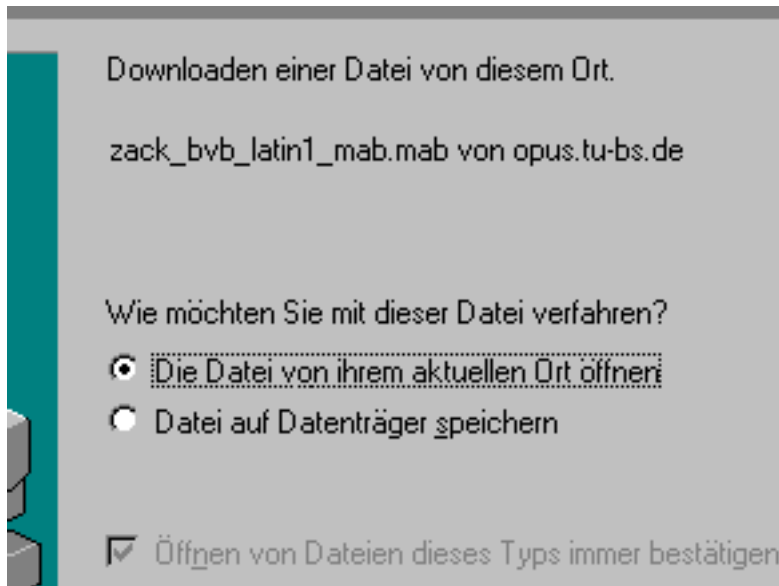 Downloaden einer Datei von diesem Ort.
zack_bvb_latin1_mab.mab von opus.tu-bs.de
Wie möchten Sie mit dieser Datei verfahren?
Die Datei von ihrem aktuellen Ort öffnen
Datei auf Datenträger speichern
Öffnen von Dateien dieses Typs immer bestätigen